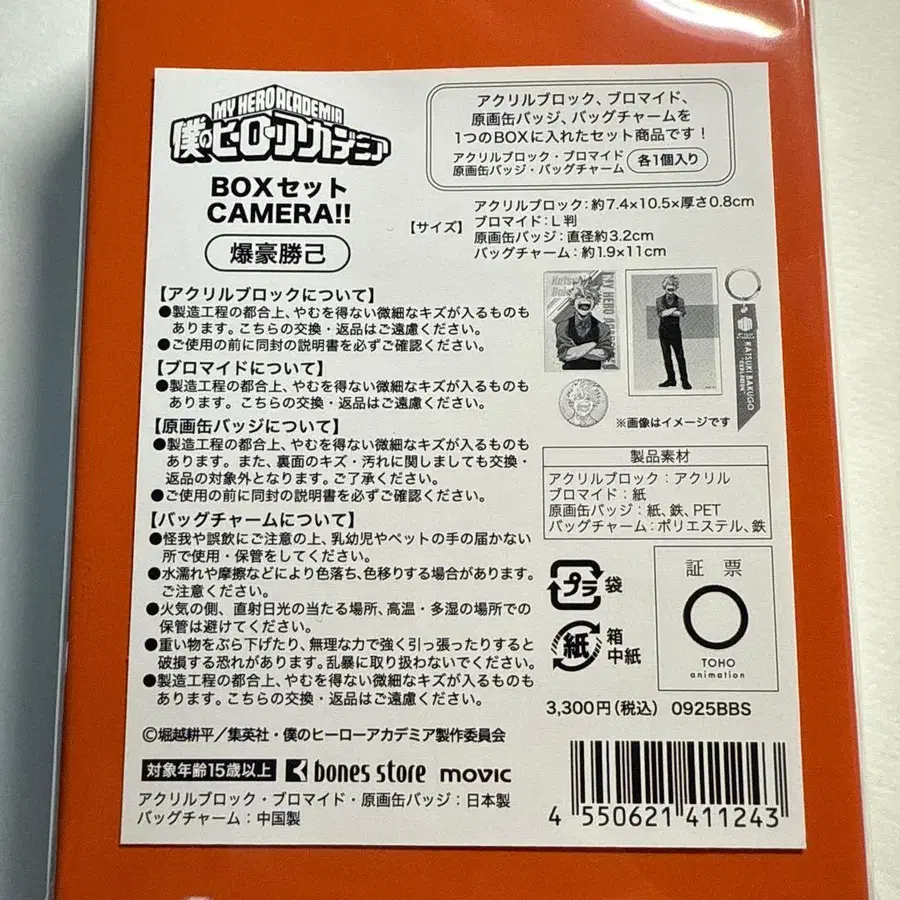 MY HERO ACADEMIA
僕のヒーローアカデミア
BOXセット
CAMERA!!
爆豪勝己
アクリルブロック、ブロマイド、
原画缶バッジ、バッグチャームを
1つのBOXに入れたセット商品です!
アクリルブロック・ブロマイド
原画缶バッジ・バッグチャーム
各1個入り
【サイズ】
アクリルブロック:約7.4×10.5×厚さ0.8cm
ブロマイド:L判
原画缶バッジ:直径約3.2cm
バッグチャーム:約1.9×11cm
【アクリルブロックについて】
●製造工程の都合上、やむを得ない微細なキズが入るものも
あります。こちらの交換・返品はご遠慮ください。
●ご使用の前に同封の説明書を必ずご確認ください。
【ブロマイドについて】
●製造工程の都合上、やむを得ない微細なキズが入るものも
あります。こちらの交換・返品はご遠慮ください。
【原画缶バッジについて】
●製造工程の都合上、やむを得ない微細なキズが入るものも
あります。また、裏面のキズ・汚れに関しましても交換・
返品の対象外となります。ご了承ください。
●ご使用の前に同封の説明書を必ずご確認ください。
【バッグチャームについて】
●怪我や誤飲にご注意の上、乳幼児やペットの手の届かない
所で使用・保管をしてください。
●水濡れや摩擦などにより色落ち、色移りする場合があります。
ご注意ください。
●火気の側、直射日光の当たる場所、高温・多湿の場所での
保管は避けてください。
●重い物をぶら下げたり、無理な力で強く引っ張ったりすると
破損する恐れがあります。乱暴に取り扱わないでください。
●製造工程の都合上、やむを得ない微細なキズが入るものも
あります。こちらの交換・返品はご遠慮ください。
©堀越耕平/集英社・僕のヒーローアカデミア製作委員会
対象年齢15歳以上
bones store
movic
アクリルブロック・ブロマイド・原画缶バッジ:日本製
バッグチャーム:中国製
KATSUKI BAKUGO
※画像はイメージです
製品素材
アクリルブロック:アクリル
ブロマイド:紙
原画缶バッジ:紙、鉄、PET
バッグチャーム:ポリエステル、鉄
プラ 袋
紙 箱
中紙
証票
TOHO
animation
3,300円(税込) 0925BBS
4 550621 411243